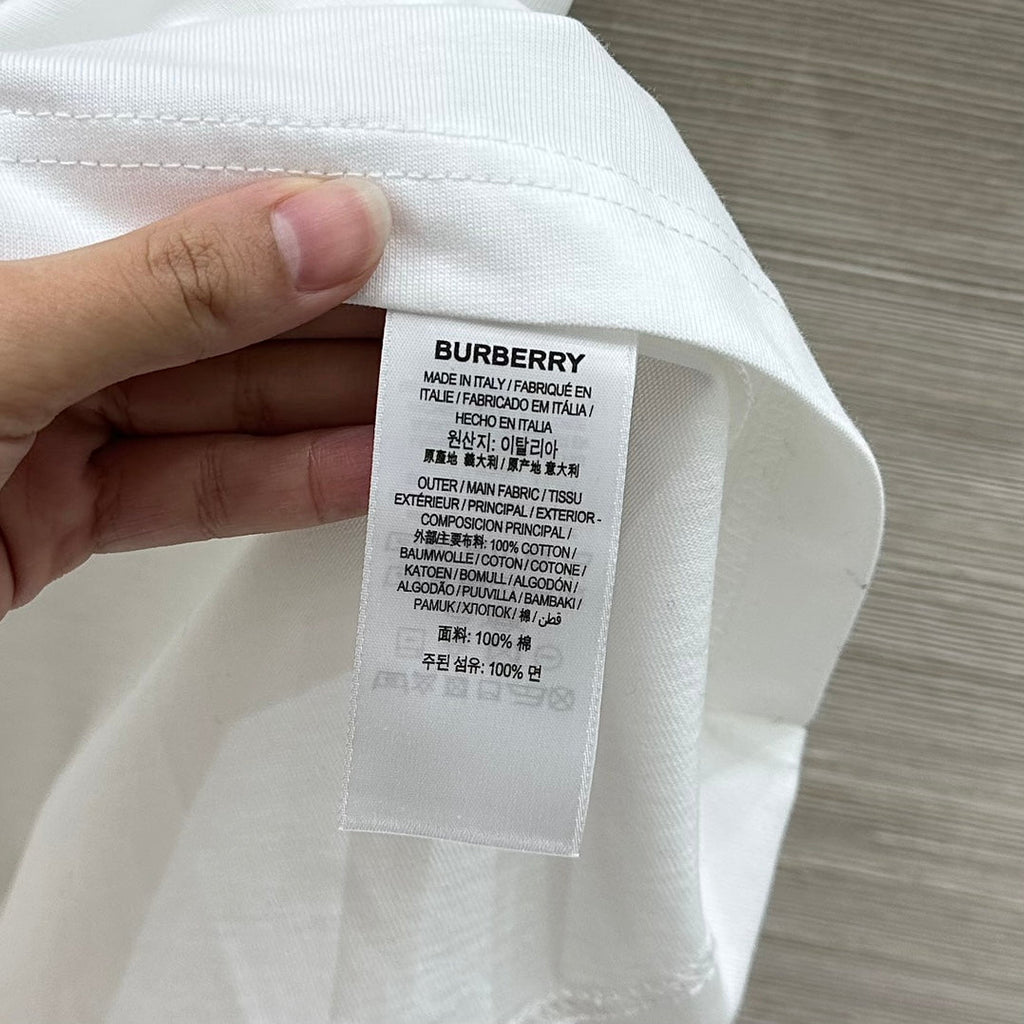 BURBERRY
MADE IN ITALY / FABRIQUÉ EN
ITALIE / FABRICADO EM ITÁLIA /
HECHO EN ITALIA
원산지: 이탈리아
原產地 義大利 / 原产地 意大利
OUTER / MAIN FABRIC / TISSU
EXTÉRIEUR / PRINCIPAL / EXTERIOR -
COMPOSICION PRINCIPAL /
外部/主要布料: 100% COTTON /
BAUMWOLLE / COTON / COTONE /
KATOEN / BOMULL / ALGODÓN /
ALGODÃO / PUUVILLA / BAMBAKI /
PAMUK / ХЛОПОК / 棉 / قطن
面料: 100% 棉
주된 섬유: 100% 면